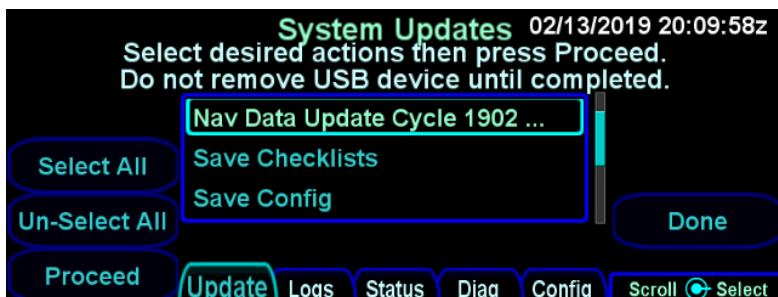 System Updates 02/13/2019 20:09:58z
Select desired actions then press Proceed.
Do not remove USB device until completed.
Nav Data Update Cycle 1902 ...
Select All
Save Checklists
Save Config
Un-Select All
Done
Proceed
Update Logs Status Diag Config Scroll Select